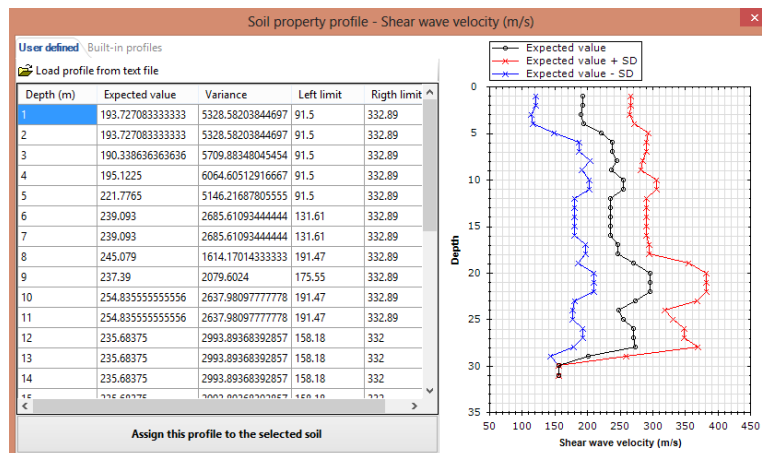 Soil property profile - Shear wave velocity (m/s)
×
User defined Built-in profiles
Load profile from text file
Depth (m) Expected value Variance Left limit Rigth limit
1 193.727083333333 5328.58203844697 91.5 332.89
2 193.727083333333 5328.58203844697 91.5 332.89
3 190.338636363636 5709.88348045454 91.5 332.89
4 195.1225 6064.60512916667 91.5 332.89
5 221.7765 5146.21687805555 91.5 332.89
6 239.093 2685.61093444444 131.61 332.89
7 239.093 2685.61093444444 131.61 332.89
8 245.079 1614.17014333333 191.47 332.89
9 237.39 2079.6024 175.55 332.89
10 254.835555555556 2637.98097777778 191.47 332.89
11 254.835555555556 2637.98097777778 191.47 332.89
12 235.68375 2993.89368392857 158.18 332
13 235.68375 2993.89368392857 158.18 332
14 235.68375 2993.89368392857 158.18 332
15 235.68375 2993.89368392857 158.18 332
Assign this profile to the selected soil
Expected value
Expected value + SD
Expected value - SD
0
5
10
15
20
25
30
35
Depth
50 100 150 200 250 300 350 400 450
Shear wave velocity (m/s)